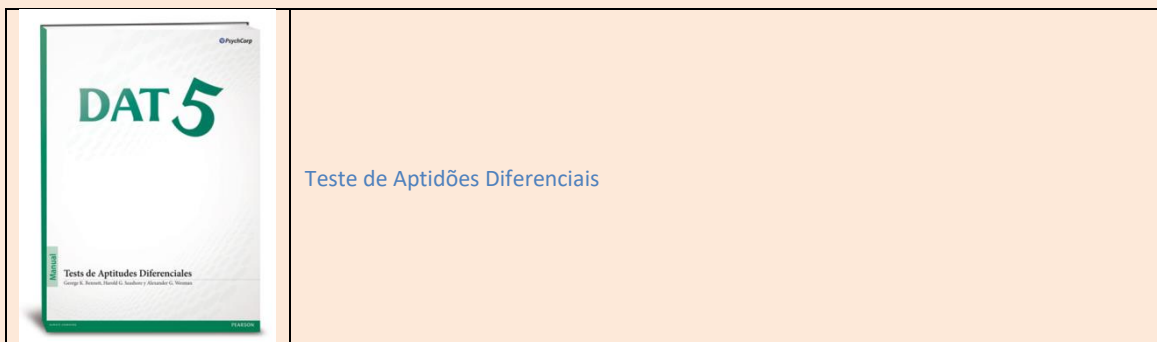 PsychCorp
DAT 5
Teste de Aptidões Diferenciais
Manual
Tests de Aptitudes Diferenciales
George K. Bennett, Harold G. Seashore y Alexander G. Wesman
PEARSON